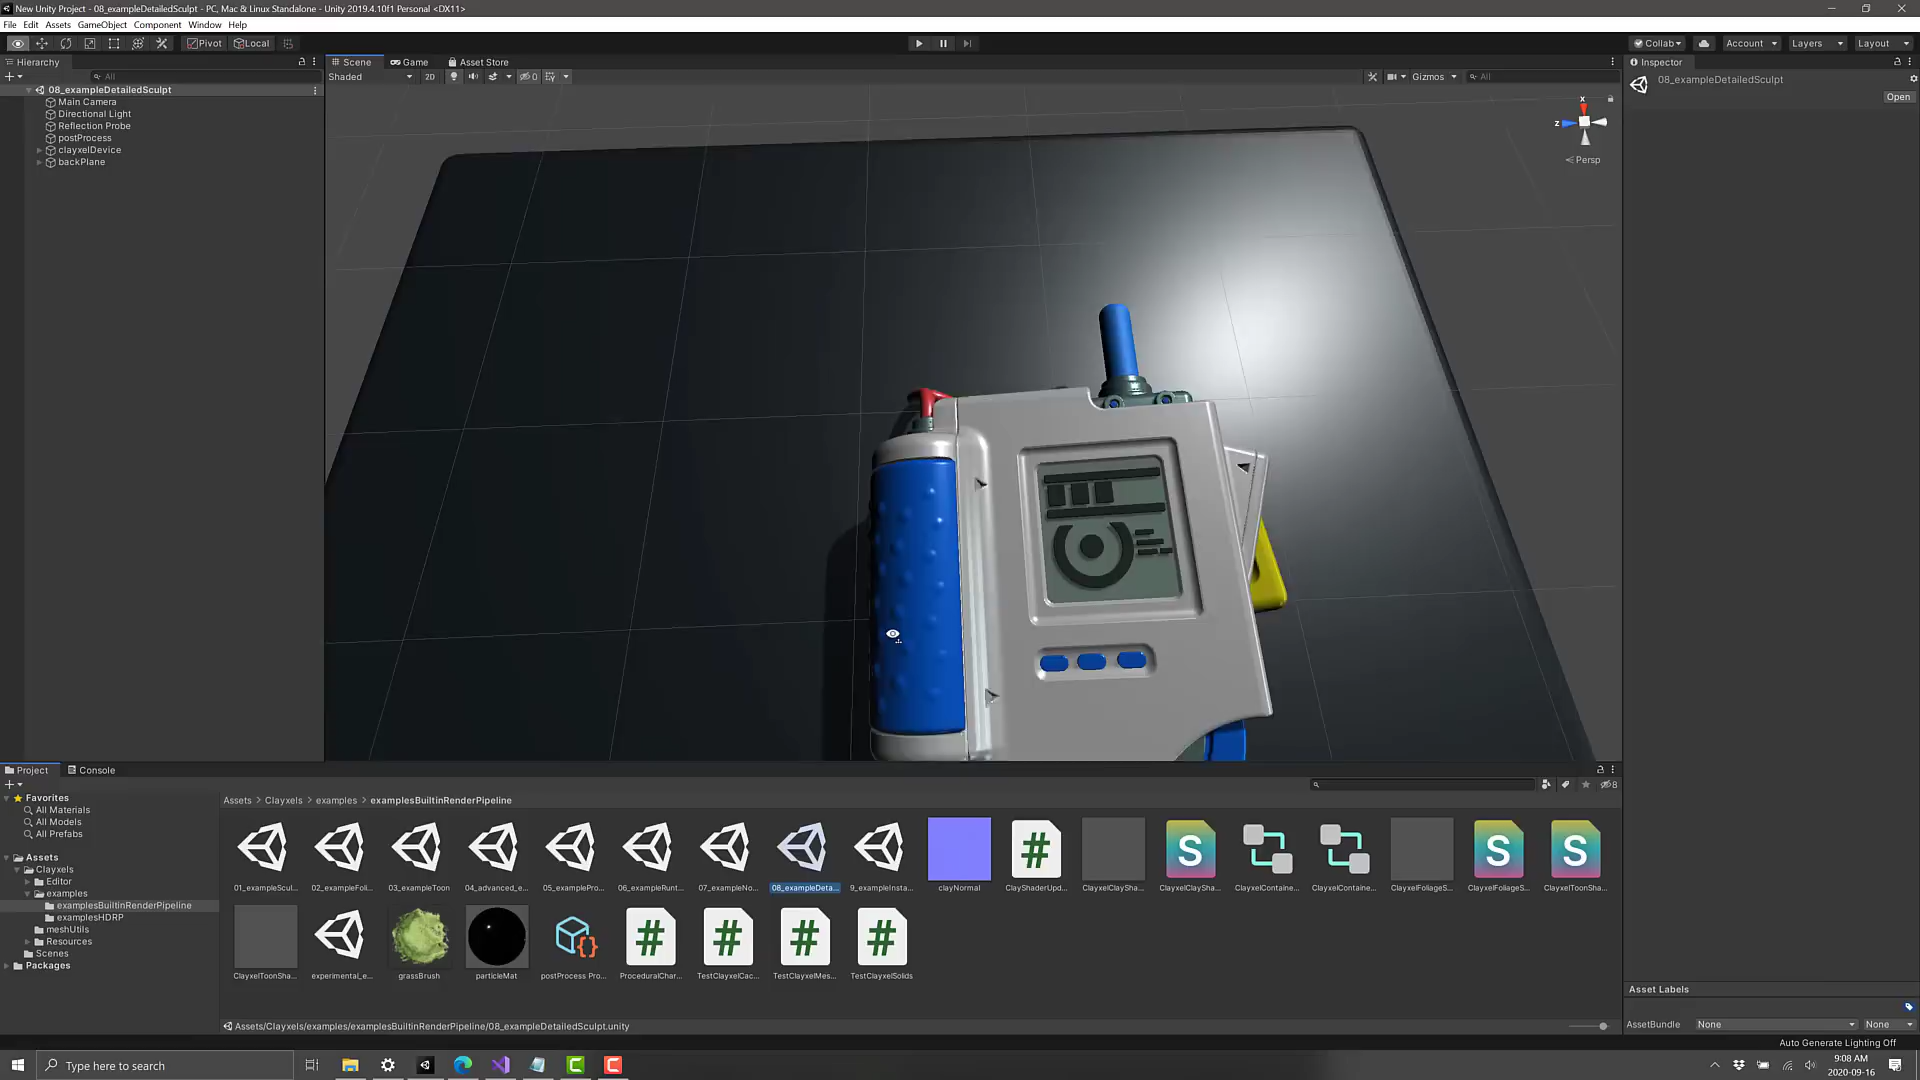 New Unity Project - 08_exampleDetailedSculpt - PC, Mac & Linux Standalone - Unity 2019.4.10f1 Personal <DX11>
File Edit Assets GameObject Component Window Help
Pivot Local Collab Account Layers Layout
Hierarchy
All
08_exampleDetailedSculpt
Main Camera
Directional Light
Reflection Probe
postProcess
clayxelDevice
backPlane
Scene Game Asset Store
Shaded 2D 0 Gizmos All
x
z
Persp
Inspector
08_exampleDetailedSculpt
Open
Project Console
8
Favorites
All Materials
All Models
All Prefabs
Assets
Clayxels
Editor
examples
examplesBuiltinRenderPipeline
examplesHDRP
meshUtils
Resources
Scenes
Packages
Assets > Clayxels > examples > examplesBuiltinRenderPipeline
01_exampleScul... 02_exampleFoli... 03_exampleToon 04_advanced_e... 05_examplePro... 06_exampleRunt... 07_exampleNo... 08_exampleDeta... 9_exampleInsta... clayNormal ClayShaderUpd... ClayxelClaySha... ClayxelClaySha... ClayxelContaine... ClayxelContaine... ClayxelFoliageS... ClayxelFoliageS... ClayxelToonSha...
ClayxelToonSha... experimental_e... grassBrush particleMat postProcess Pro... ProceduralChar... TestClayxelCac... TestClayxelMes... TestClayxelSolids
Assets/Clayxels/examples/examplesBuiltinRenderPipeline/08_exampleDetailedSculpt.unity
Asset Labels
AssetBundle None None
Auto Generate Lighting Off
Type here to search
9:08 AM
2020-09-16